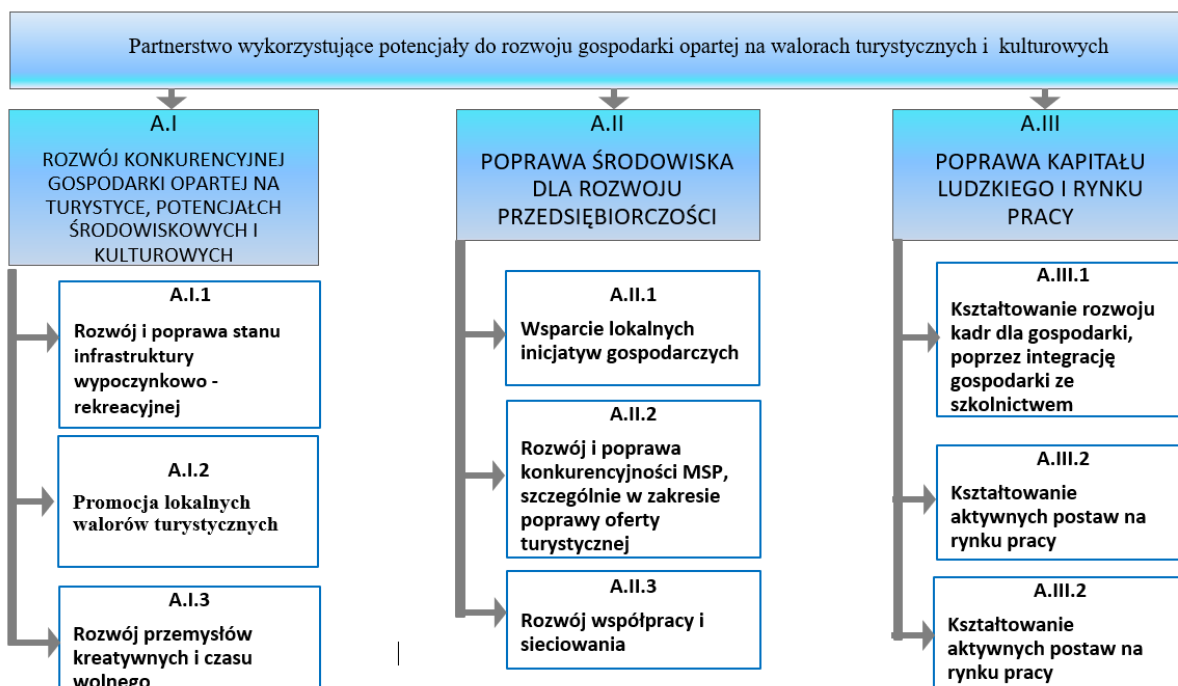 Partnerstwo wykorzystujące potencjały do rozwoju gospodarki opartej na walorach turystycznych i kulturowych
A.I
ROZWÓJ KONKURENCYJNEJ
GOSPODARKI OPARTEJ NA
TURYSTYCE, POTENCJAŁCH
ŚRODOWISKOWYCH I
KULTUROWYCH
A.I.1
Rozwój i poprawa stanu
infrastruktury
wypoczynkowo -
rekreacyjnej
A.I.2
Promocja lokalnych
walorów turystycznych
A.I.3
Rozwój przemysłów
kreatywnych i czasu
wolnego
A.II
POPRAWA ŚRODOWISKA
DLA ROZWOJU
PRZEDSIĘBIORCZOŚCI
A.II.1
Wsparcie lokalnych
inicjatyw gospodarczych
A.II.2
Rozwój i poprawa
konkurencyjności MSP,
szczególnie w zakresie
poprawy oferty
turystycznej
A.II.3
Rozwój współpracy i
sieciowania
A.III
POPRAWA KAPITAŁU
LUDZKIEGO I RYNKU
PRACY
A.III.1
Kształtowanie rozwoju
kadr dla gospodarki,
poprzez integrację
gospodarki ze
szkolnictwem
A.III.2
Kształtowanie
aktywnych postaw na
rynku pracy
A.III.2
Kształtowanie
aktywnych postaw na
rynku pracy